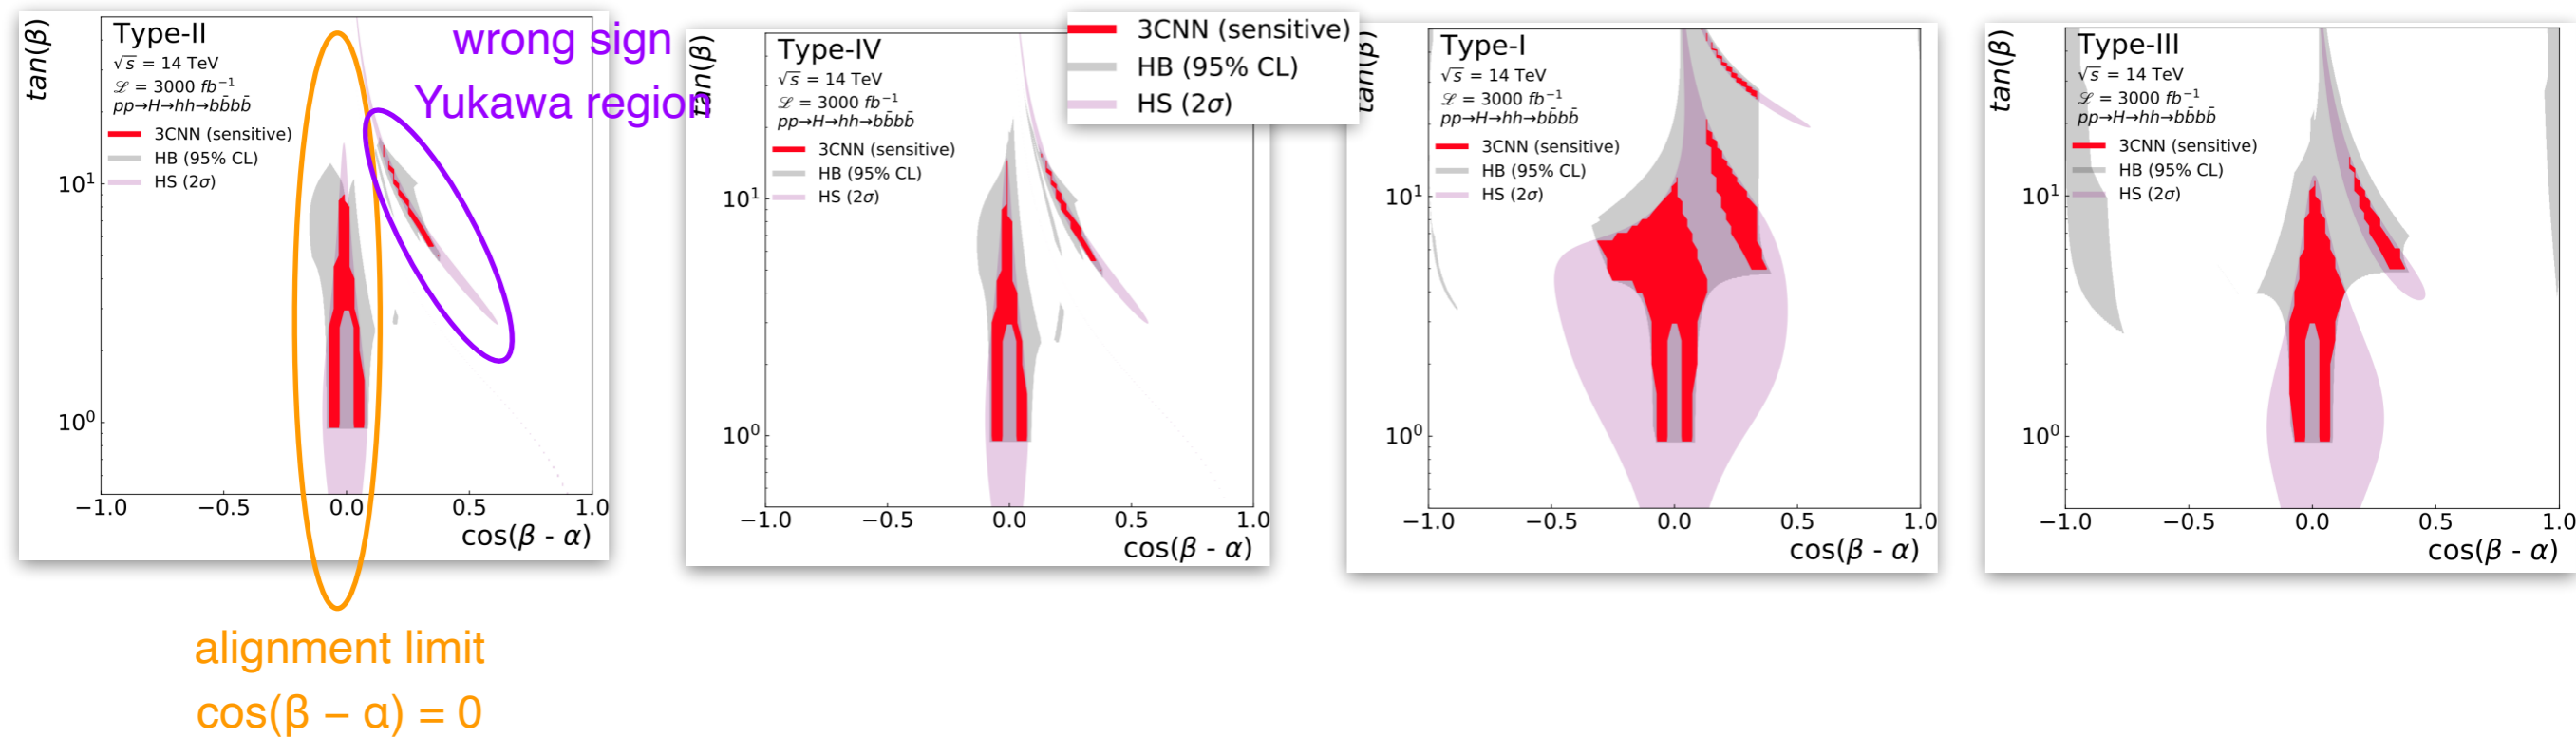 tan(β)
Type-II
√s = 14 TeV
ℒ = 3000 fb⁻¹
pp→H→hh→bb̄bb̄
3CNN (sensitive)
HB (95% CL)
HS (2σ)
10¹
10⁰
−1.0 −0.5 0.0 0.5 1.0
cos(β - α)
wrong sign
Yukawa region
alignment limit
cos(β − α) = 0
tan(β)
Type-IV
√s = 14 TeV
ℒ = 3000 fb⁻¹
pp→H→hh→bb̄bb̄
3CNN (sensitive)
HB (95% CL)
HS (2σ)
10¹
10⁰
−1.0 −0.5 0.0 0.5 1.0
cos(β - α)
3CNN (sensitive)
HB (95% CL)
HS (2σ)
tan(β)
Type-I
√s = 14 TeV
ℒ = 3000 fb⁻¹
pp→H→hh→bb̄bb̄
3CNN (sensitive)
HB (95% CL)
HS (2σ)
10¹
10⁰
−1.0 −0.5 0.0 0.5 1.0
cos(β - α)
tan(β)
Type-III
√s = 14 TeV
ℒ = 3000 fb⁻¹
pp→H→hh→bb̄bb̄
3CNN (sensitive)
HB (95% CL)
HS (2σ)
10¹
10⁰
−1.0 −0.5 0.0 0.5 1.0
cos(β - α)